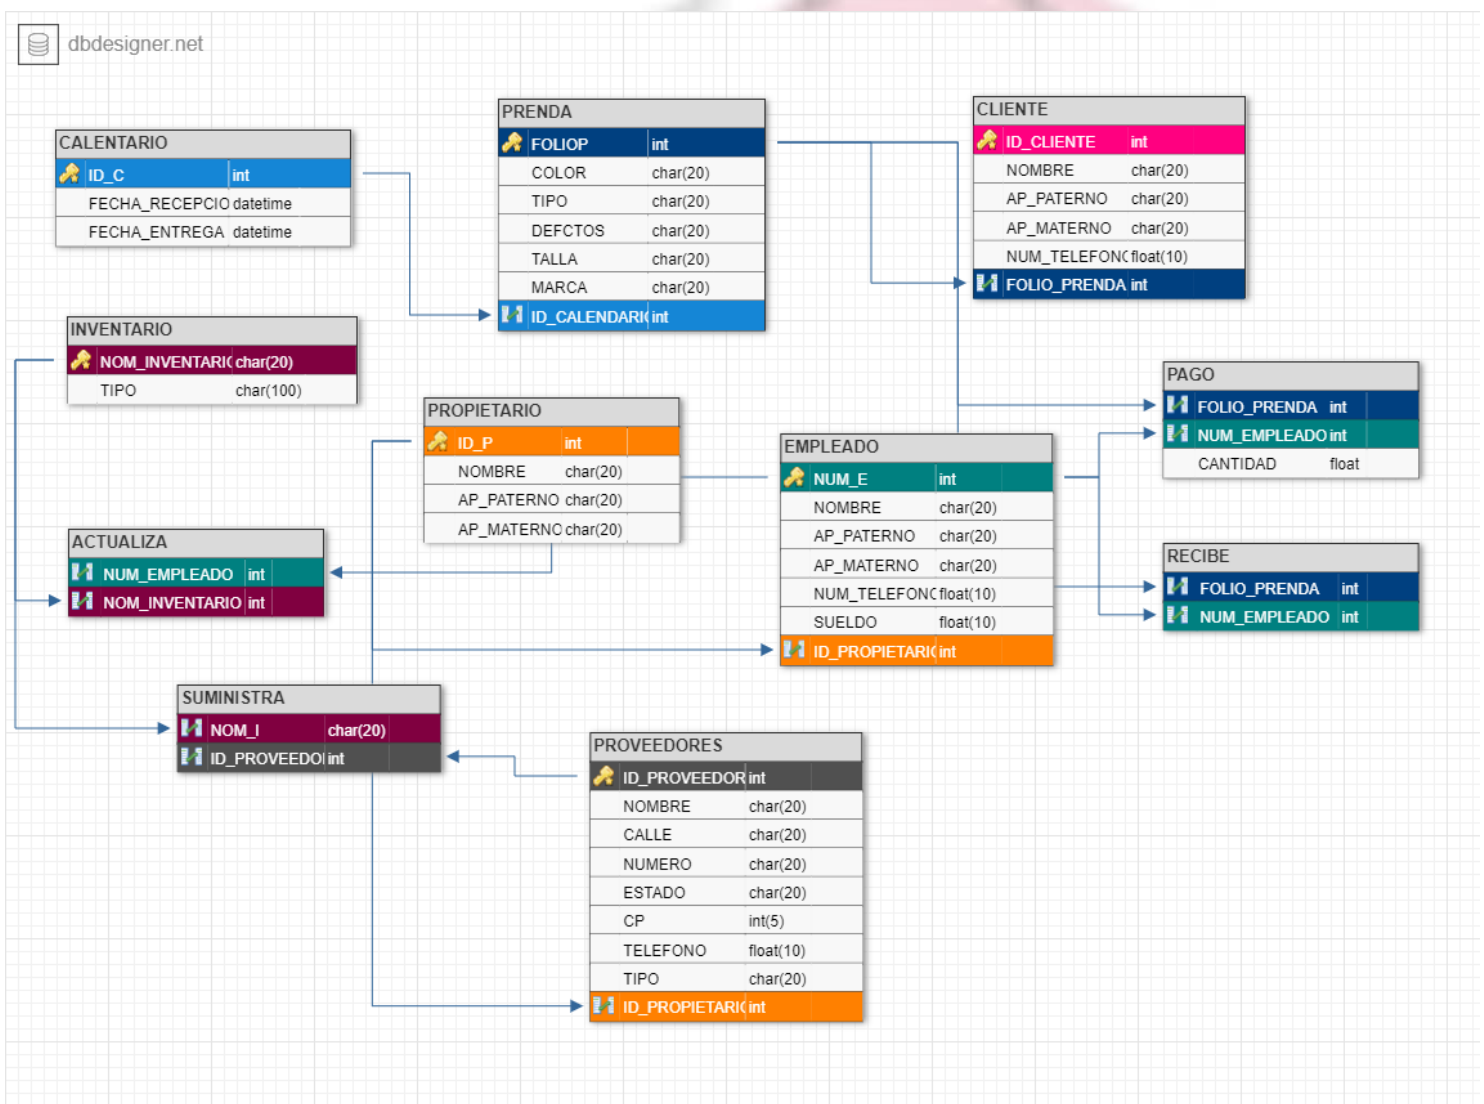 dbdesigner.net
CALENTARIO
ID_C int
FECHA_RECEPCIO datetime
FECHA_ENTREGA datetime
PRENDA
FOLIOP int
COLOR char(20)
TIPO char(20)
DEFCTOS char(20)
TALLA char(20)
MARCA char(20)
ID_CALENDARI int
CLIENTE
ID_CLIENTE int
NOMBRE char(20)
AP_PATERNO char(20)
AP_MATERNO char(20)
NUM_TELEFON float(10)
FOLIO_PRENDA int
INVENTARIO
NOM_INVENTARI char(20)
TIPO char(100)
PROPIETARIO
ID_P int
NOMBRE char(20)
AP_PATERNO char(20)
AP_MATERNO char(20)
EMPLEADO
NUM_E int
NOMBRE char(20)
AP_PATERNO char(20)
AP_MATERNO char(20)
NUM_TELEFON float(10)
SUELDO float(10)
ID_PROPIETARI int
PAGO
FOLIO_PRENDA int
NUM_EMPLEADO int
CANTIDAD float
RECIBE
FOLIO_PRENDA int
NUM_EMPLEADO int
ACTUALIZA
NUM_EMPLEADO int
NOM_INVENTARIO int
SUMINISTRA
NOM_I char(20)
ID_PROVEEDO int
PROVEEDORES
ID_PROVEEDOR int
NOMBRE char(20)
CALLE char(20)
NUMERO char(20)
ESTADO char(20)
CP int(5)
TELEFONO float(10)
TIPO char(20)
ID_PROPIETARI int